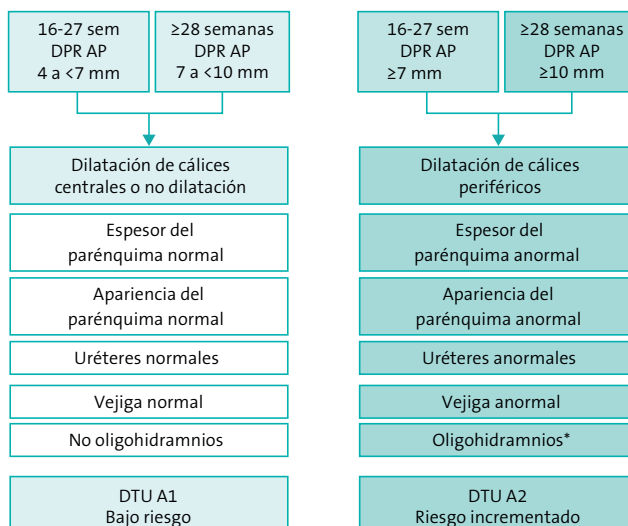 16-27 sem
DPR AP
4 a <7 mm
≥28 semanas
DPR AP
7 a <10 mm
Dilatación de cálices
centrales o no dilatación
Espesor del
parénquima normal
Apariencia del
parénquima normal
Uréteres normales
Vejiga normal
No oligohidramnios
DTU A1
Bajo riesgo
16-27 sem
DPR AP
≥7 mm
≥28 semanas
DPR AP
≥10 mm
Dilatación de cálices
periféricos
Espesor del
parénquima anormal
Apariencia del
parénquima anormal
Uréteres anormales
Vejiga anormal
Oligohidramnios*
DTU A2
Riesgo incrementado